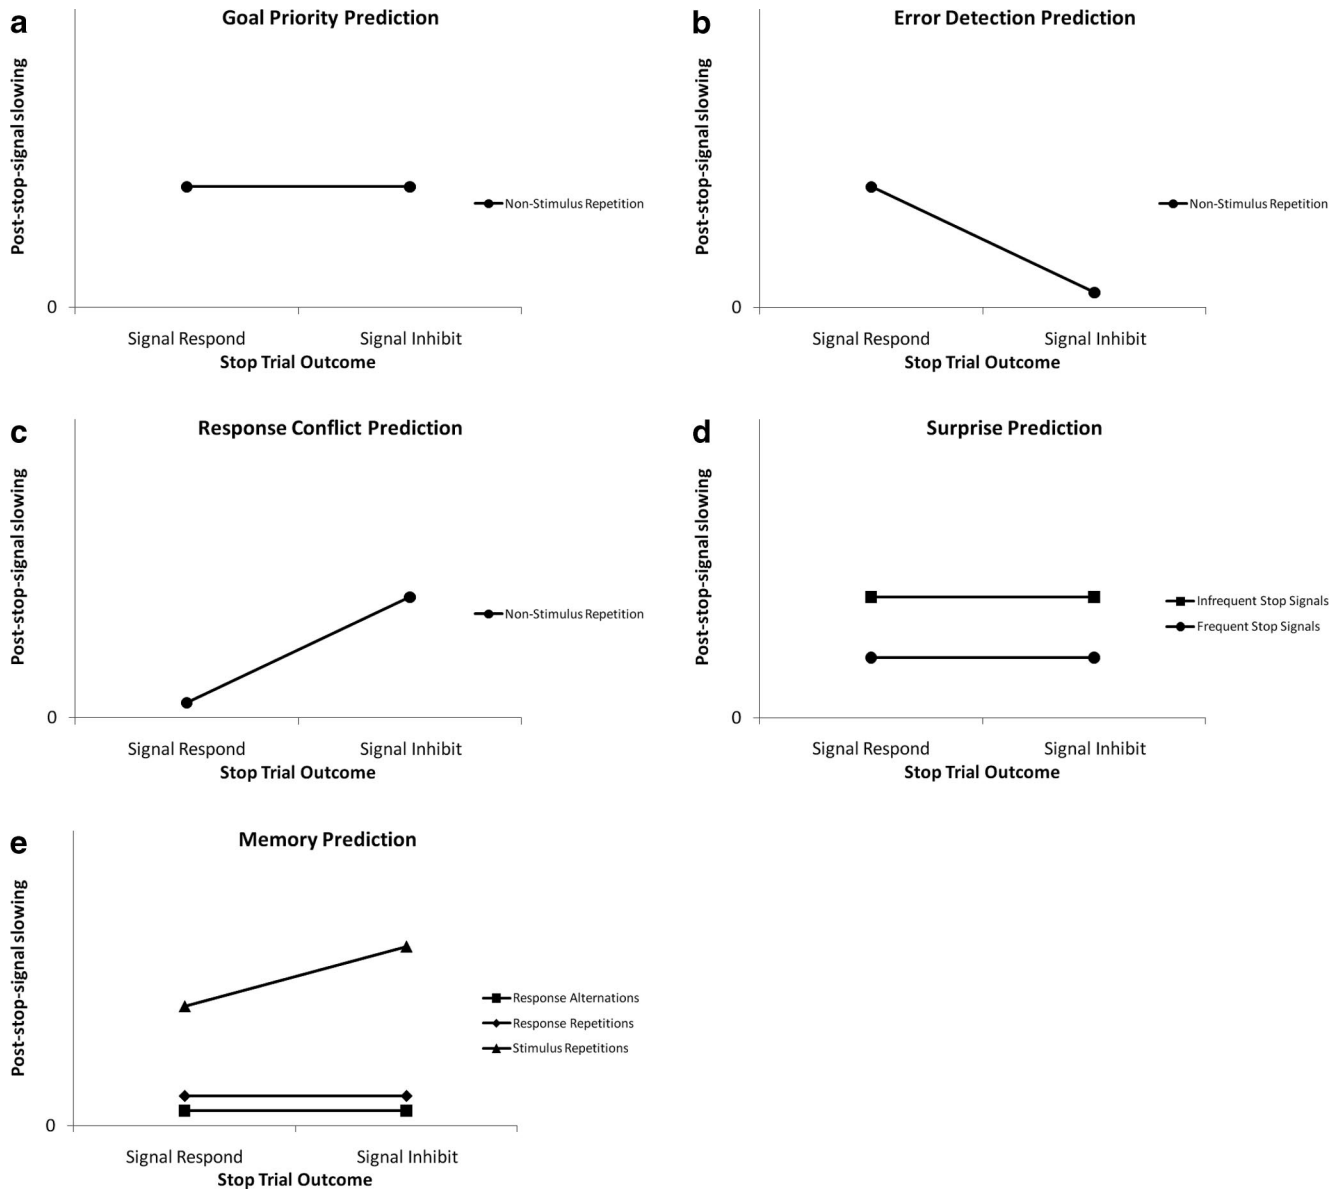 a
Goal Priority Prediction
Post-stop-signal slowing
Non-Stimulus Repetition
0
Signal Respond
Signal Inhibit
Stop Trial Outcome
b
Error Detection Prediction
Post-stop-signal slowing
Non-Stimulus Repetition
0
Signal Respond
Signal Inhibit
Stop Trial Outcome
c
Response Conflict Prediction
Post-stop-signal slowing
Non-Stimulus Repetition
0
Signal Respond
Signal Inhibit
Stop Trial Outcome
d
Surprise Prediction
Post-stop-signal slowing
Infrequent Stop Signals
Frequent Stop Signals
0
Signal Respond
Signal Inhibit
Stop Trial Outcome
e
Memory Prediction
Post-stop-signal slowing
Response Alternations
Response Repetitions
Stimulus Repetitions
0
Signal Respond
Signal Inhibit
Stop Trial Outcome